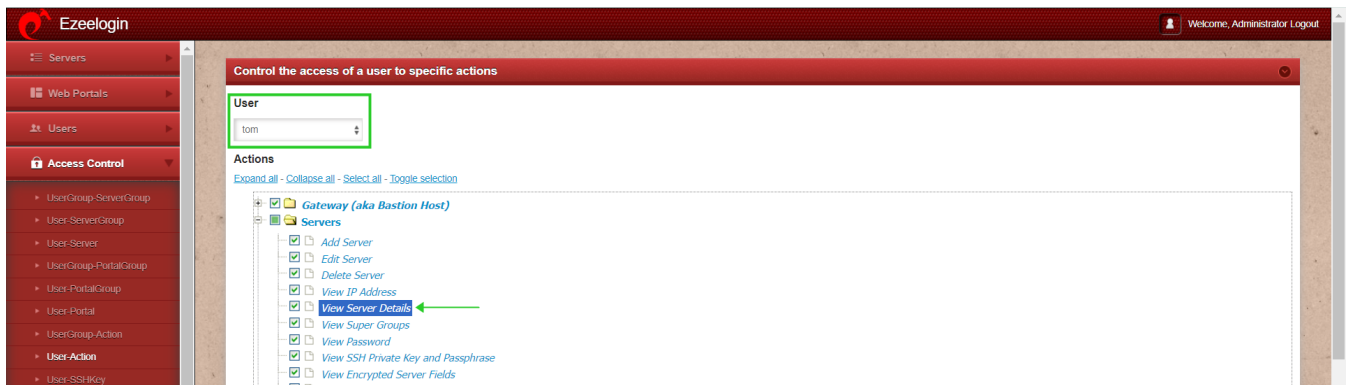 Ezeelogin
Welcome, Administrator Logout
Servers
Web Portals
Users
Access Control
UserGroup-ServerGroup
User-ServerGroup
User-Server
UserGroup-PortalGroup
User-PortalGroup
User-Portal
UserGroup-Action
User-Action
User-SSHKey
Control the access of a user to specific actions
User
tom
Actions
Expand all - Collapse all - Select all - Toggle selection
Gateway (aka Bastion Host)
Servers
Add Server
Edit Server
Delete Server
View IP Address
View Server Details
View Super Groups
View Password
View SSH Private Key and Passphrase
View Encrypted Server Fields